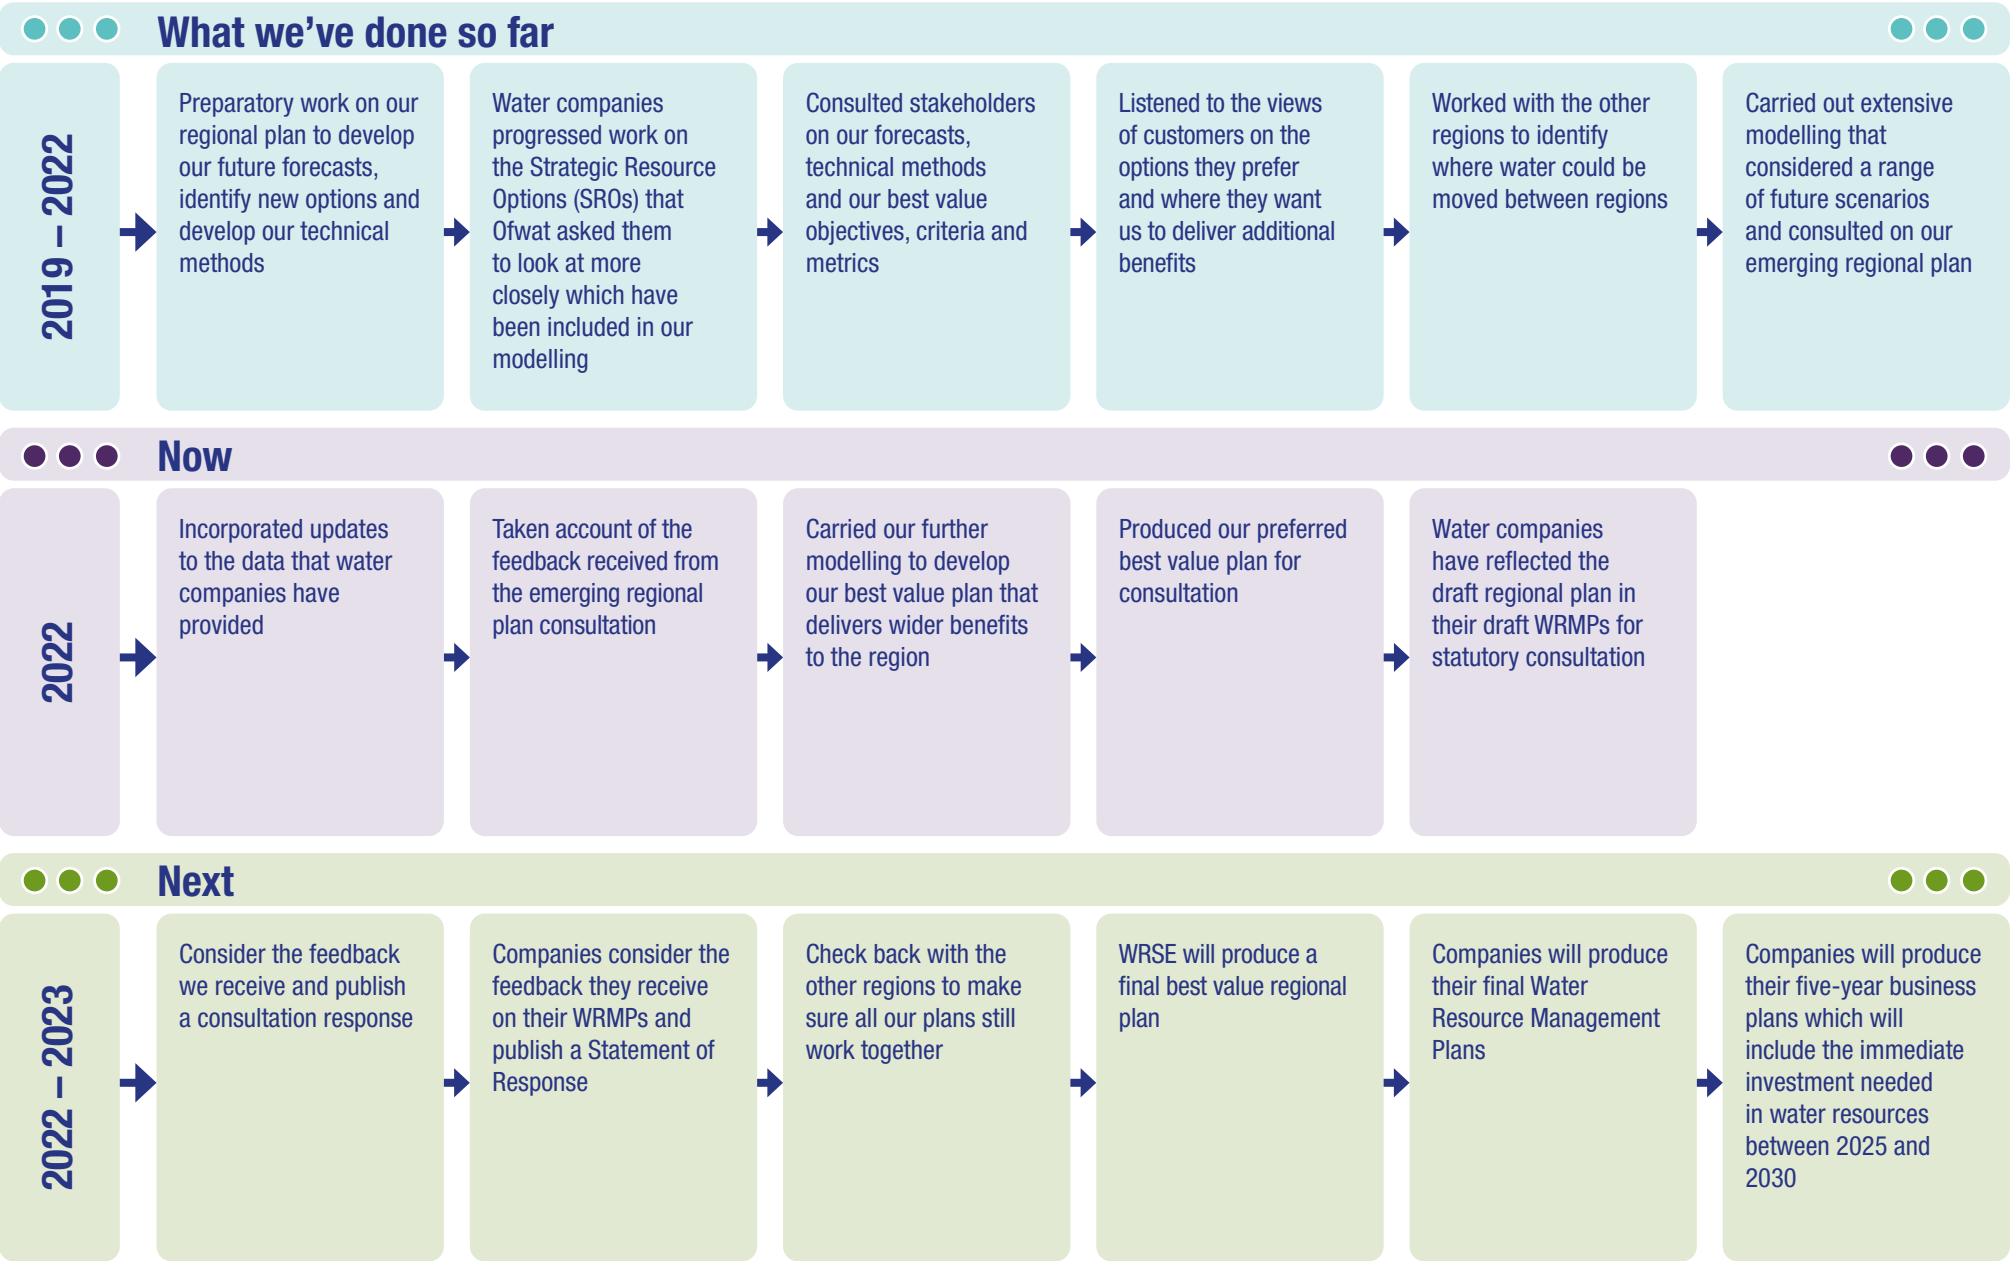 What we've done so far
2019 – 2022
Preparatory work on our
regional plan to develop
our future forecasts,
identify new options and
develop our technical
methods
Water companies
progressed work on
the Strategic Resource
Options (SROs) that
Ofwat asked them
to look at more
closely which have
been included in our
modelling
Consulted stakeholders
on our forecasts,
technical methods
and our best value
objectives, criteria and
metrics
Listened to the views
of customers on the
options they prefer
and where they want
us to deliver additional
benefits
Worked with the other
regions to identify
where water could be
moved between regions
Carried out extensive
modelling that
considered a range
of future scenarios
and consulted on our
emerging regional plan
Now
2022
Incorporated updates
to the data that water
companies have
provided
Taken account of the
feedback received from
the emerging regional
plan consultation
Carried our further
modelling to develop
our best value plan that
delivers wider benefits
to the region
Produced our preferred
best value plan for
consultation
Water companies
have reflected the
draft regional plan in
their draft WRMPs for
statutory consultation
Next
2022 – 2023
Consider the feedback
we receive and publish
a consultation response
Companies consider the
feedback they receive
on their WRMPs and
publish a Statement of
Response
Check back with the
other regions to make
sure all our plans still
work together
WRSE will produce a
final best value regional
plan
Companies will produce
their final Water
Resource Management
Plans
Companies will produce
their five-year business
plans which will
include the immediate
investment needed
in water resources
between 2025 and
2030